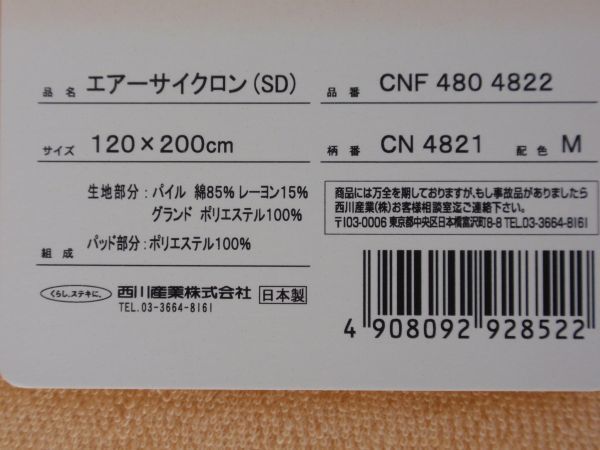 品名 エアーサイクロン(SD)
品番 CNF 480 4822
サイズ 120×200cm
柄番 CN 4821 配色 M
生地部分：パイル 綿85% レーヨン15%
グランド ポリエステル100%
組成 パッド部分：ポリエステル100%
商品には万全を期しておりますが、もし事故品がありましたら
西川産業(株)お客様相談室迄ご連絡下さい。
〒103-0006 東京都中央区日本橋富沢町8-8 TEL.03-3664-8161
くらし、ステキに。 西川産業株式会社 日本製
TEL.03-3664-8161
4 908092 928522